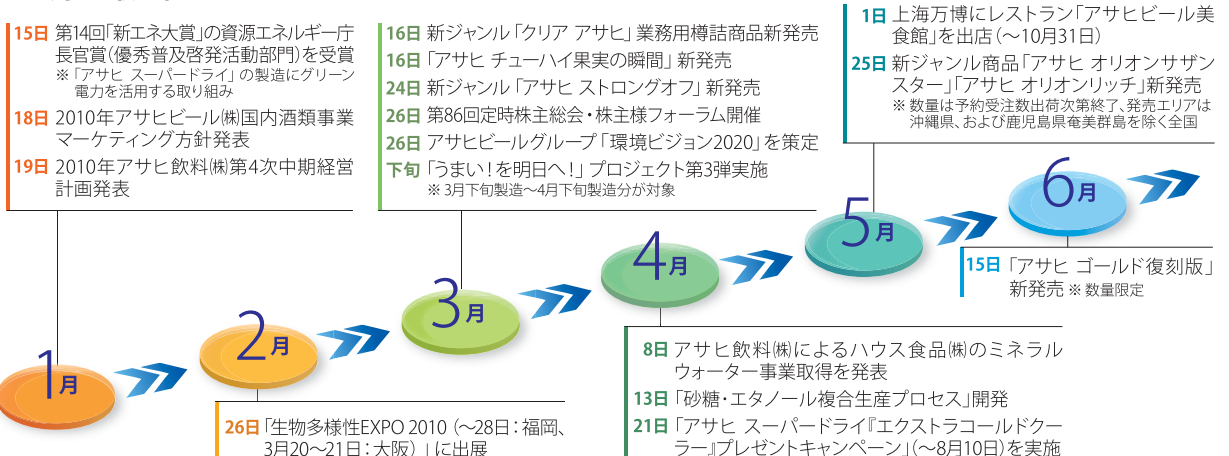 15日 第14回「新エネ大賞」の資源エネルギー庁
長官賞(優秀普及啓発活動部門)を受賞
※「アサヒ スーパードライ」の製造にグリーン
電力を活用する取り組み
18日 2010年アサヒビール㈱国内酒類事業
マーケティング方針発表
19日 2010年アサヒ飲料㈱第4次中期経営
計画発表
1月
2月
26日 「生物多様性EXPO 2010(〜28日:福岡、
3月20〜21日:大阪)」に出展
16日 新ジャンル「クリア アサヒ」業務用樽詰商品新発売
16日 「アサヒ チューハイ果実の瞬間」新発売
24日 新ジャンル「アサヒ ストロングオフ」新発売
26日 第86回定時株主総会・株主様フォーラム開催
26日 アサヒビールグループ「環境ビジョン2020」を策定
下旬 「うまい!を明日へ!」プロジェクト第3弾実施
※ 3月下旬製造〜4月下旬製造分が対象
3月
4月
8日 アサヒ飲料㈱によるハウス食品㈱のミネラル
ウォーター事業取得を発表
13日 「砂糖・エタノール複合生産プロセス」開発
21日 「アサヒ スーパードライ『エクストラコールドクー
ラー』プレゼントキャンペーン」(〜8月10日)を実施
1日 上海万博にレストラン「アサヒビール美
食館」を出店(〜10月31日)
25日 新ジャンル商品「アサヒ オリオンサザン
スター」「アサヒ オリオンリッチ」新発売
※ 数量は予約受注数出荷次第終了、発売エリアは
沖縄県、および鹿児島県奄美群島を除く全国
5月
6月
15日 「アサヒ ゴールド復刻版」
新発売 ※ 数量限定